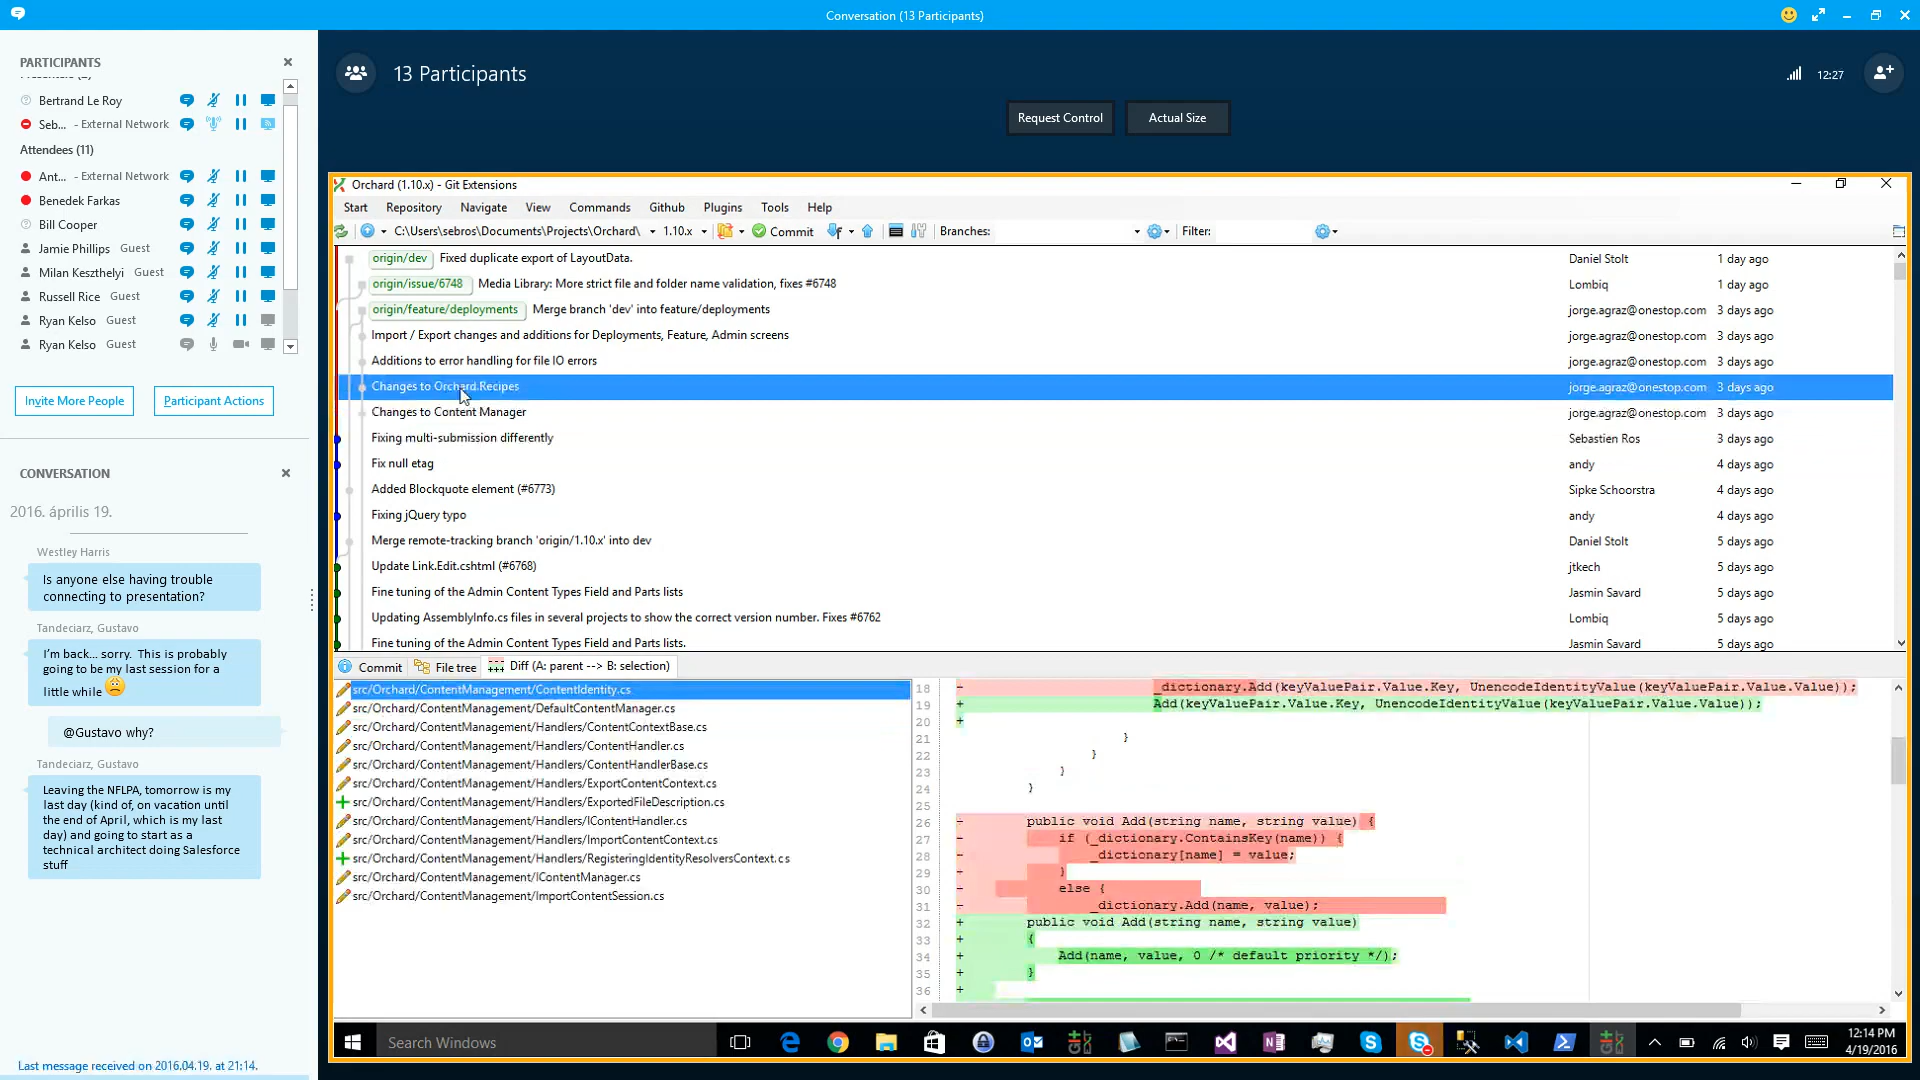 Conversation (13 Participants)
PARTICIPANTS
Bertrand Le Roy
Seb... - External Network
Attendees (11)
Ant... - External Network
Benedek Farkas
Bill Cooper
Jamie Phillips Guest
Milan Keszthelyi Guest
Russell Rice Guest
Ryan Kelso Guest
Ryan Kelso Guest
Invite More People
Participant Actions
CONVERSATION
2016. április 19.
Westley Harris
Is anyone else having trouble
connecting to presentation?
Tandeciarz, Gustavo
I'm back... sorry. This is probably
going to be my last session for a
little while
@Gustavo why?
Tandeciarz, Gustavo
Leaving the NFLPA, tomorrow is my
last day (kind of, on vacation until
the end of April, which is my last
day) and going to start as a
technical architect doing Salesforce
stuff
Last message received on 2016.04.19. at 21:14.
13 Participants
12:27
Request Control
Actual Size
Orchard (1.10.x) - Git Extensions
Start Repository Navigate View Commands Github Plugins Tools Help
C:\Users\sebros\Documents\Projects\Orchard\ 1.10.x Commit Branches: Filter:
origin/dev Fixed duplicate export of LayoutData. Daniel Stolt 1 day ago
origin/issue/6748 Media Library: More strict file and folder name validation, fixes #6748 Lombiq 1 day ago
origin/feature/deployments Merge branch 'dev' into feature/deployments jorge.agraz@onestop.com 3 days ago
Import / Export changes and additions for Deployments, Feature, Admin screens jorge.agraz@onestop.com 3 days ago
Additions to error handling for file IO errors jorge.agraz@onestop.com 3 days ago
Changes to Orchard.Recipes jorge.agraz@onestop.com 3 days ago
Changes to Content Manager jorge.agraz@onestop.com 3 days ago
Fixing multi-submission differently Sebastien Ros 3 days ago
Fix null etag andy 4 days ago
Added Blockquote element (#6773) Sipke Schoorstra 4 days ago
Fixing jQuery typo andy 4 days ago
Merge remote-tracking branch 'origin/1.10.x' into dev Daniel Stolt 5 days ago
Update Link.Edit.cshtml (#6768) jtkech 5 days ago
Fine tuning of the Admin Content Types Field and Parts lists Jasmin Savard 5 days ago
Updating AssemblyInfo.cs files in several projects to show the correct version number. Fixes #6762 Lombiq 5 days ago
Fine tuning of the Admin Content Types Field and Parts lists. Jasmin Savard 5 days ago
Commit File tree Diff (A: parent --> B: selection)
src/Orchard/ContentManagement/ContentIdentity.cs
src/Orchard/ContentManagement/DefaultContentManager.cs
src/Orchard/ContentManagement/Handlers/ContentContextBase.cs
src/Orchard/ContentManagement/Handlers/ContentHandler.cs
src/Orchard/ContentManagement/Handlers/ContentHandlerBase.cs
src/Orchard/ContentManagement/Handlers/ExportContentContext.cs
src/Orchard/ContentManagement/Handlers/ExportedFileDescription.cs
src/Orchard/ContentManagement/Handlers/IContentHandler.cs
src/Orchard/ContentManagement/Handlers/ImportContentContext.cs
src/Orchard/ContentManagement/Handlers/RegisteringIdentityResolversContext.cs
src/Orchard/ContentManagement/IContentManager.cs
src/Orchard/ContentManagement/ImportContentSession.cs
18 - _dictionary.Add(keyValuePair.Value.Key, UnencodeIdentityValue(keyValuePair.Value.Value));
19 + Add(keyValuePair.Value.Key, UnencodeIdentityValue(keyValuePair.Value.Value));
20 +
21 }
22 }
23 }
24 }
25
26 - public void Add(string name, string value) {
27 - if (_dictionary.ContainsKey(name)) {
28 - _dictionary[name] = value;
29 - }
30 - else {
31 - _dictionary.Add(name, value);
32 + public void Add(string name, string value)
33 + {
34 + Add(name, value, 0 /* default priority */);
35 + }
36 +
Search Windows
12:14 PM
4/19/2016